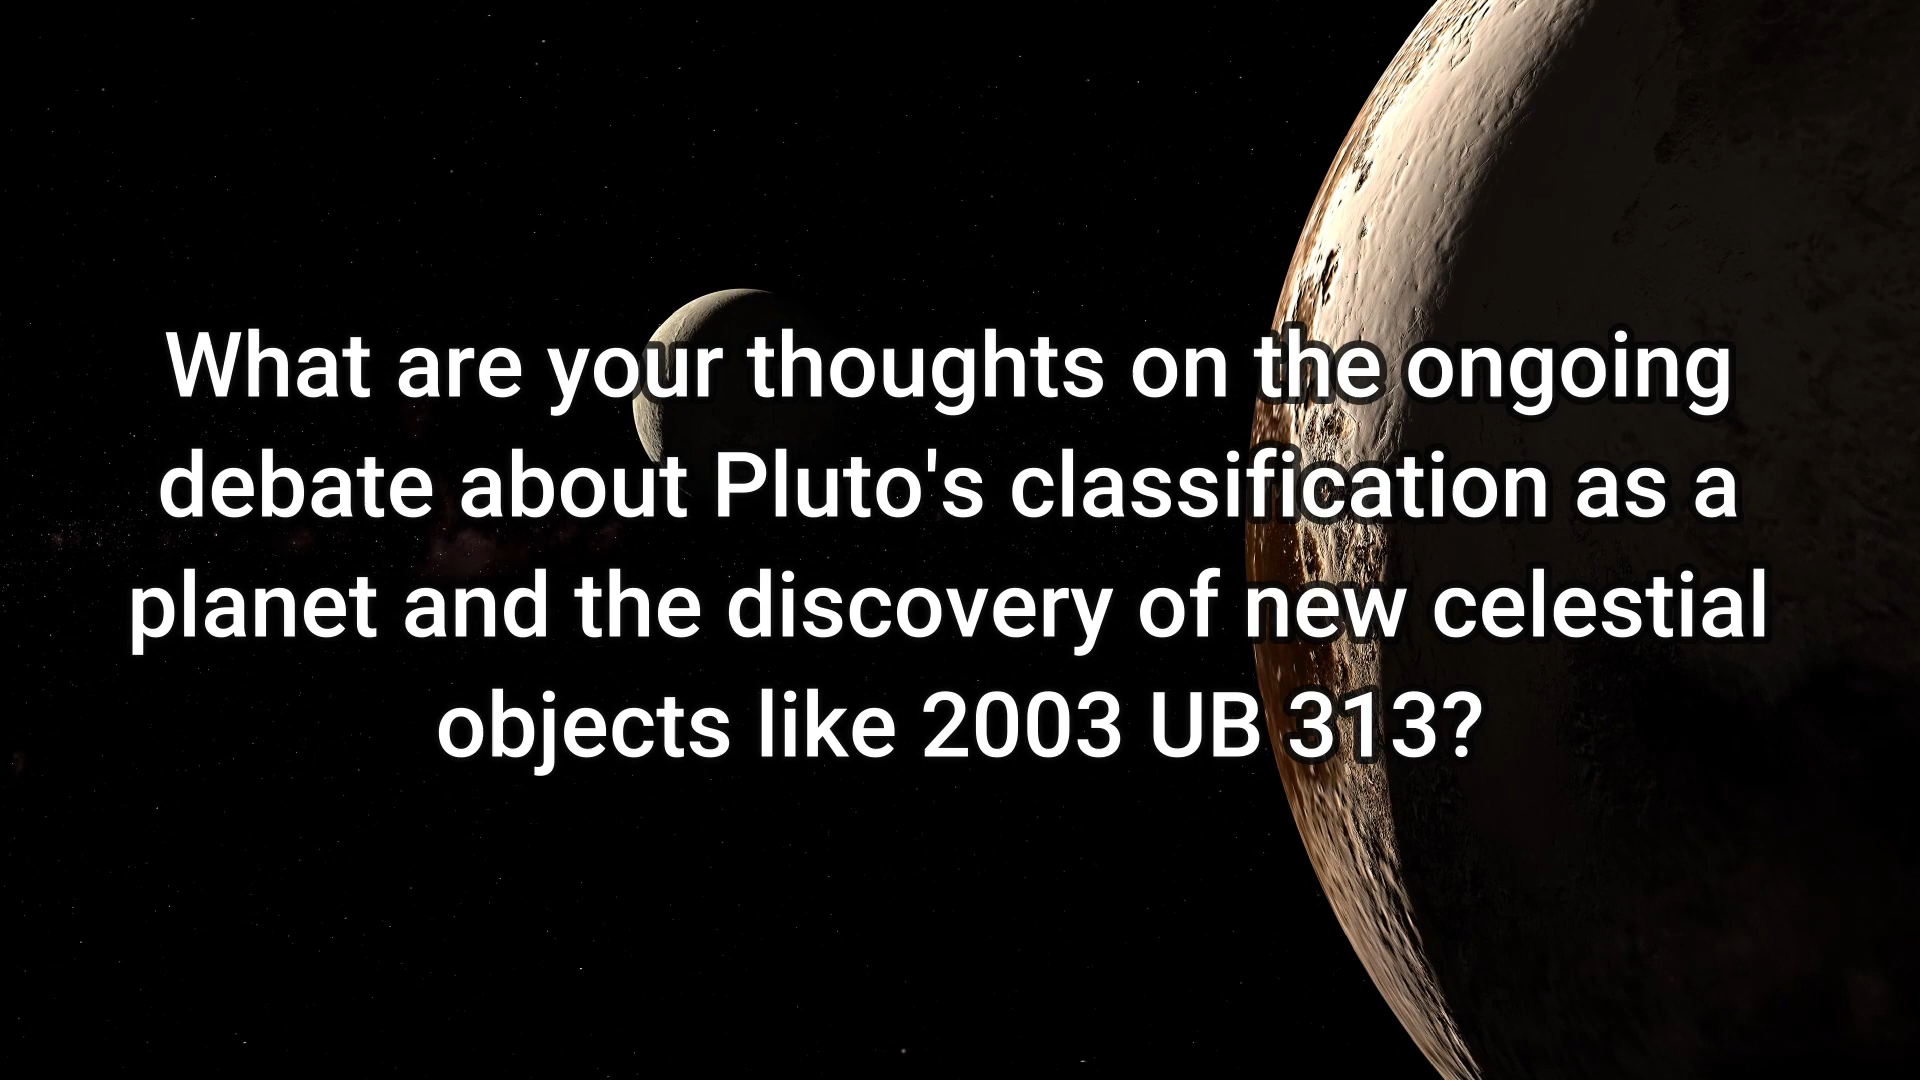 What are your thoughts on the ongoing
debate about Pluto's classification as a
planet and the discovery of new celestial
objects like 2003 UB 313?